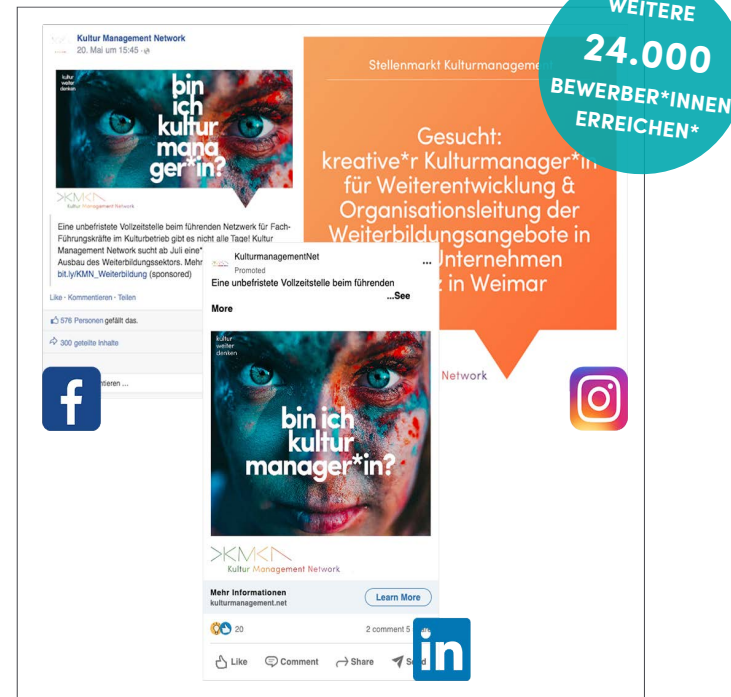 WEITERE
24.000
BEWERBER*INNEN
ERREICHEN*
Kultur Management Network
20. Mai um 15:45 ·
kultur
weiter
denken
bin
ich
kultur
mana
ger*in?
KMN
Kultur Management Network
Eine unbefristete Vollzeitstelle beim führenden Netzwerk für Fach-
Führungskräfte im Kulturbetrieb gibt es nicht alle Tage! Kultur
Management Network sucht ab Juli eine*
Ausbau des Weiterbildungssektors. Mehr
bit.ly/KMN_Weiterbildung (sponsored)
Like · Kommentieren · Teilen
576 Personen gefällt das.
300 geteilte Inhalte
tieren ...
f
Stellenmarkt Kulturmanagement
Gesucht:
kreative*r Kulturmanager*in
für Weiterentwicklung &
Organisationsleitung der
Weiterbildungsangebote in
Unternehmen
in Weimar
Network
KulturmanagementNet
...
Promoted
Eine unbefristete Vollzeitstelle beim führenden
...See
More
kultur
weiter
denken
bin ich
kultur
manager*in?
KMN
Kultur Management Network
Mehr Informationen
kulturmanagement.net
Learn More
20
2 comment 5
Like Comment Share
in